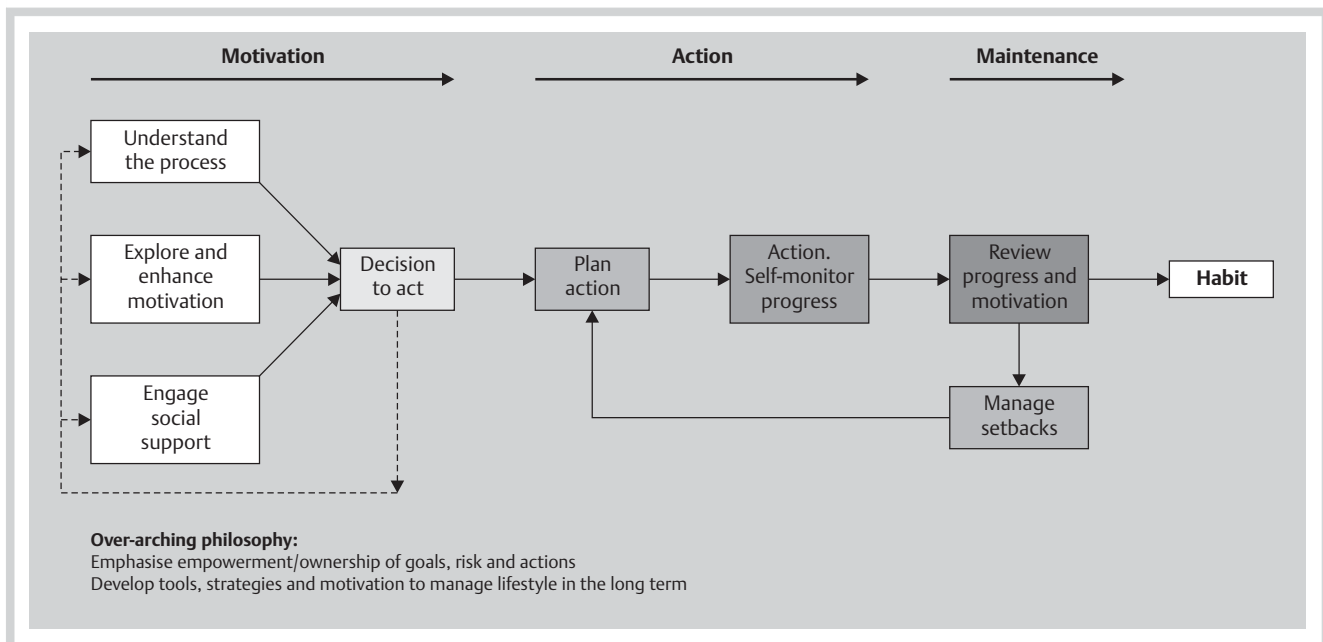 Motivation
Action
Maintenance
Understand
the process
Explore and
enhance
motivation
Engage
social
support
Decision
to act
Plan
action
Action.
Self-monitor
progress
Review
progress and
motivation
Habit
Manage
setbacks
Over-arching philosophy:
Emphasise empowerment/ownership of goals, risk and actions
Develop tools, strategies and motivation to manage lifestyle in the long term